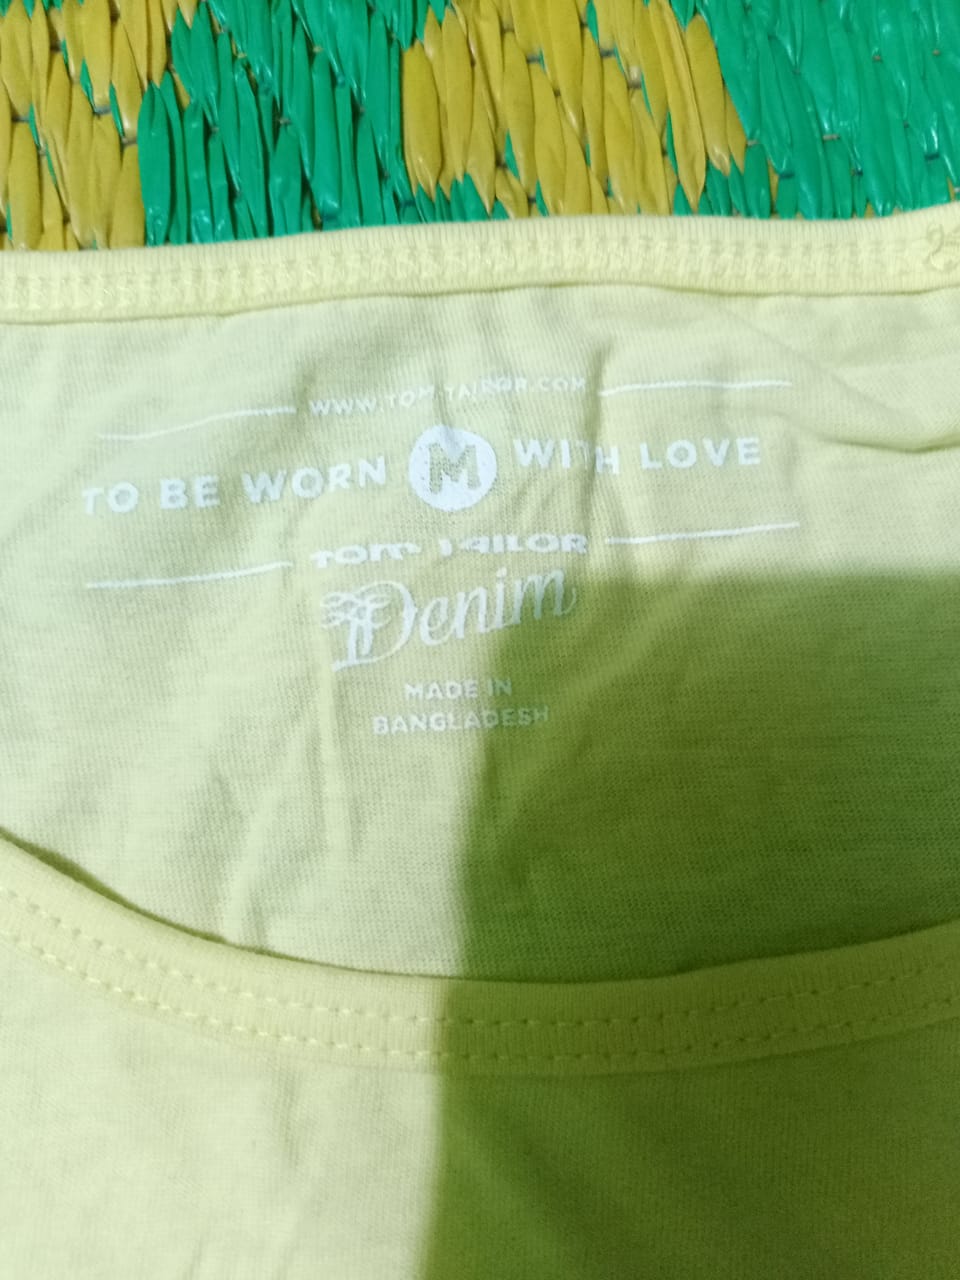 WWW.TOM-TAILOR.COM
TO BE WORN M WITH LOVE
TOM TAILOR
Denim
MADE IN
BANGLADESH